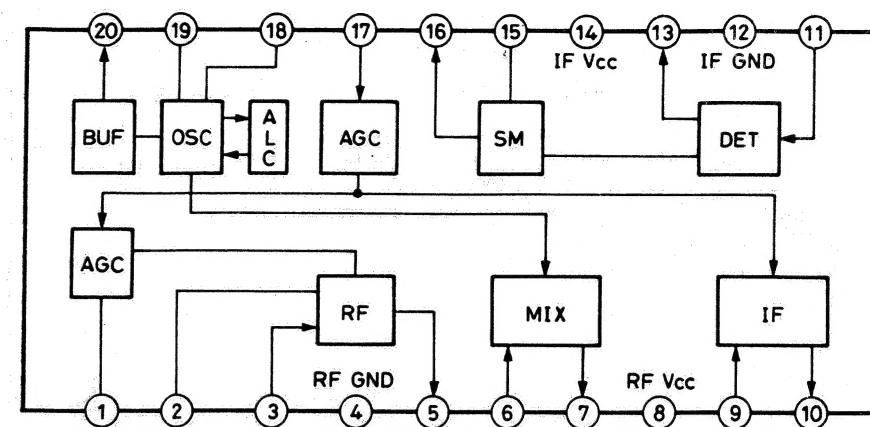 20 19 18 17 16 15 14 13 12 11
IF Vcc IF GND
BUF OSC ALC AGC SM DET
AGC
RF MIX IF
RF GND RF Vcc
1 2 3 4 5 6 7 8 9 10